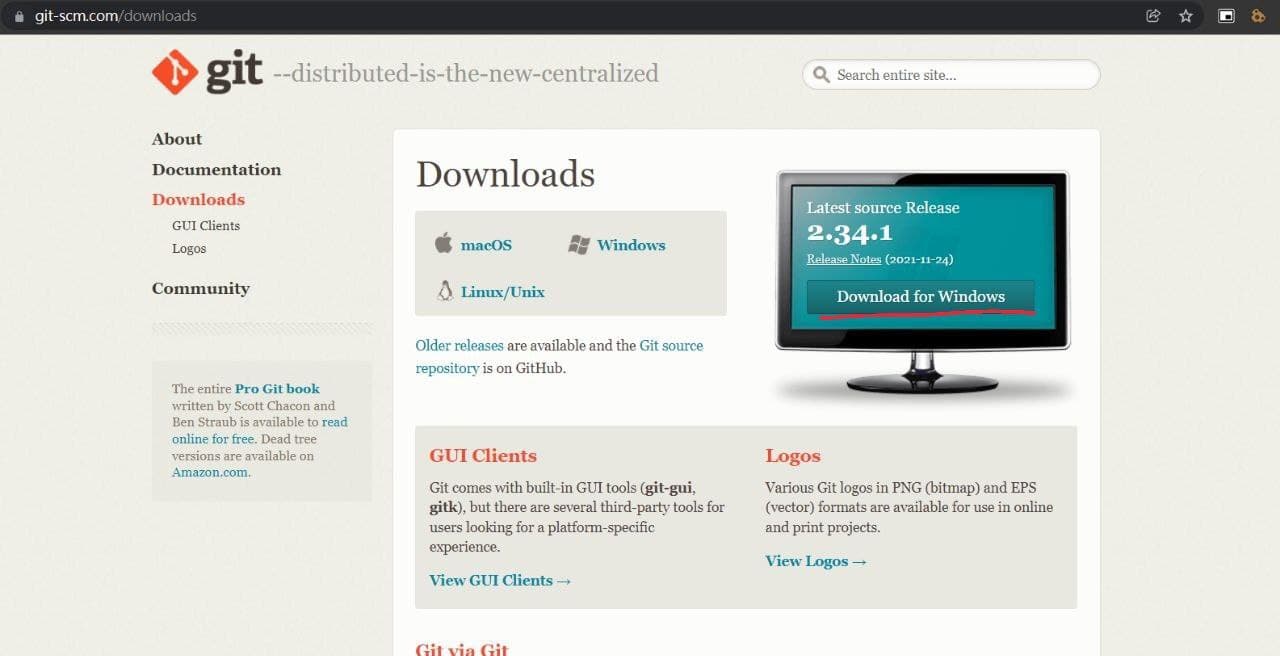 git-scm.com/downloads
git --distributed-is-the-new-centralized
Search entire site...
About
Documentation
Downloads
GUI Clients
Logos
Community
The entire Pro Git book
written by Scott Chacon and
Ben Straub is available to read
online for free. Dead tree
versions are available on
Amazon.com.
Downloads
macOS
Windows
Linux/Unix
Older releases are available and the Git source
repository is on GitHub.
Latest source Release
2.34.1
Release Notes (2021-11-24)
Download for Windows
GUI Clients
Git comes with built-in GUI tools (git-gui,
gitk), but there are several third-party tools for
users looking for a platform-specific
experience.
View GUI Clients →
Logos
Various Git logos in PNG (bitmap) and EPS
(vector) formats are available for use in online
and print projects.
View Logos →
Git via Git